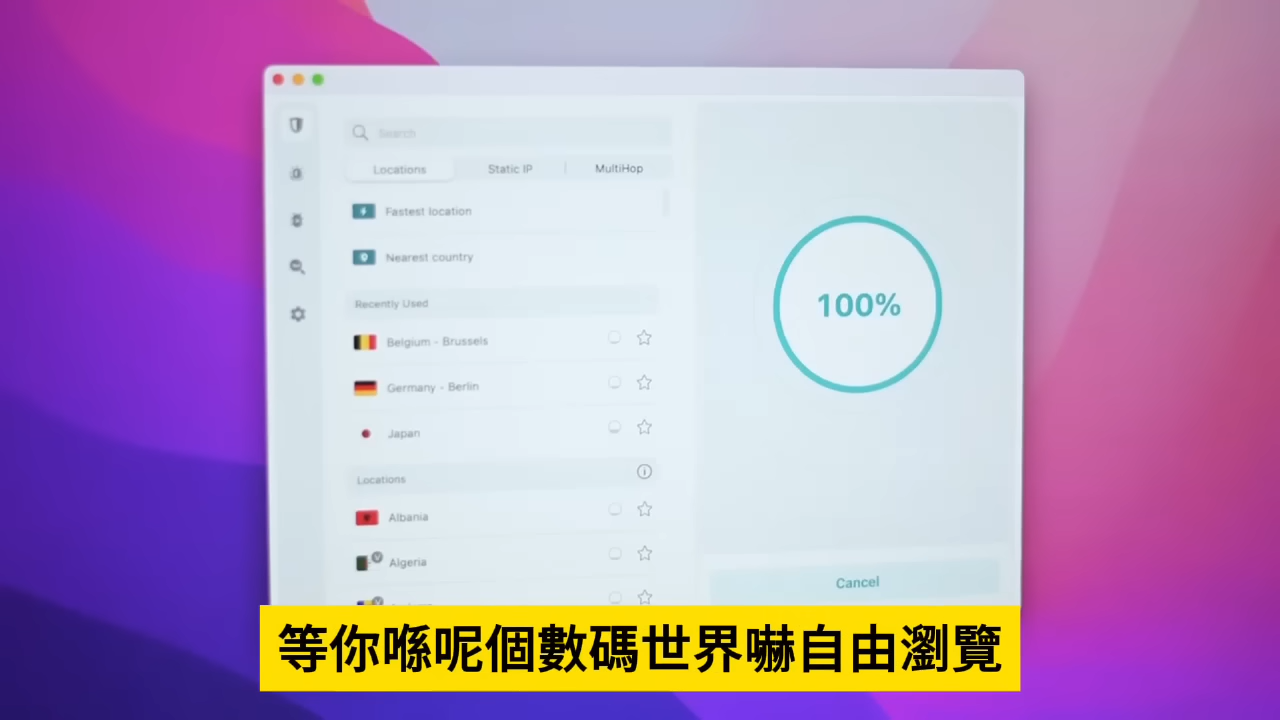 Search
Locations
Static IP
MultiHop
Fastest location
Nearest country
Recently Used
Belgium - Brussels
Germany - Berlin
Japan
Locations
Albania
Algeria
100%
Cancel
等你喺呢個數碼世界嚇自由瀏覽